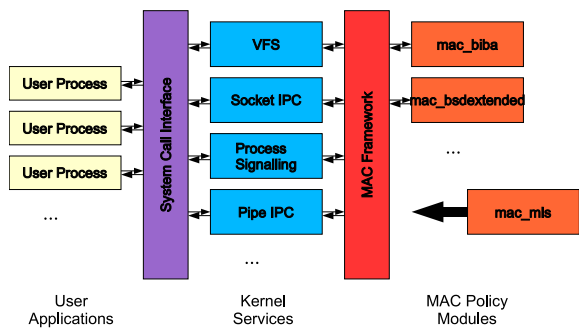 User Process
User Process
User Process
...
System Call Interface
VFS
Socket IPC
Process
Signalling
Pipe IPC
...
MAC Framework
mac_biba
mac_bsdextended
...
mac_mls
User
Applications
Kernel
Services
MAC Policy
Modules